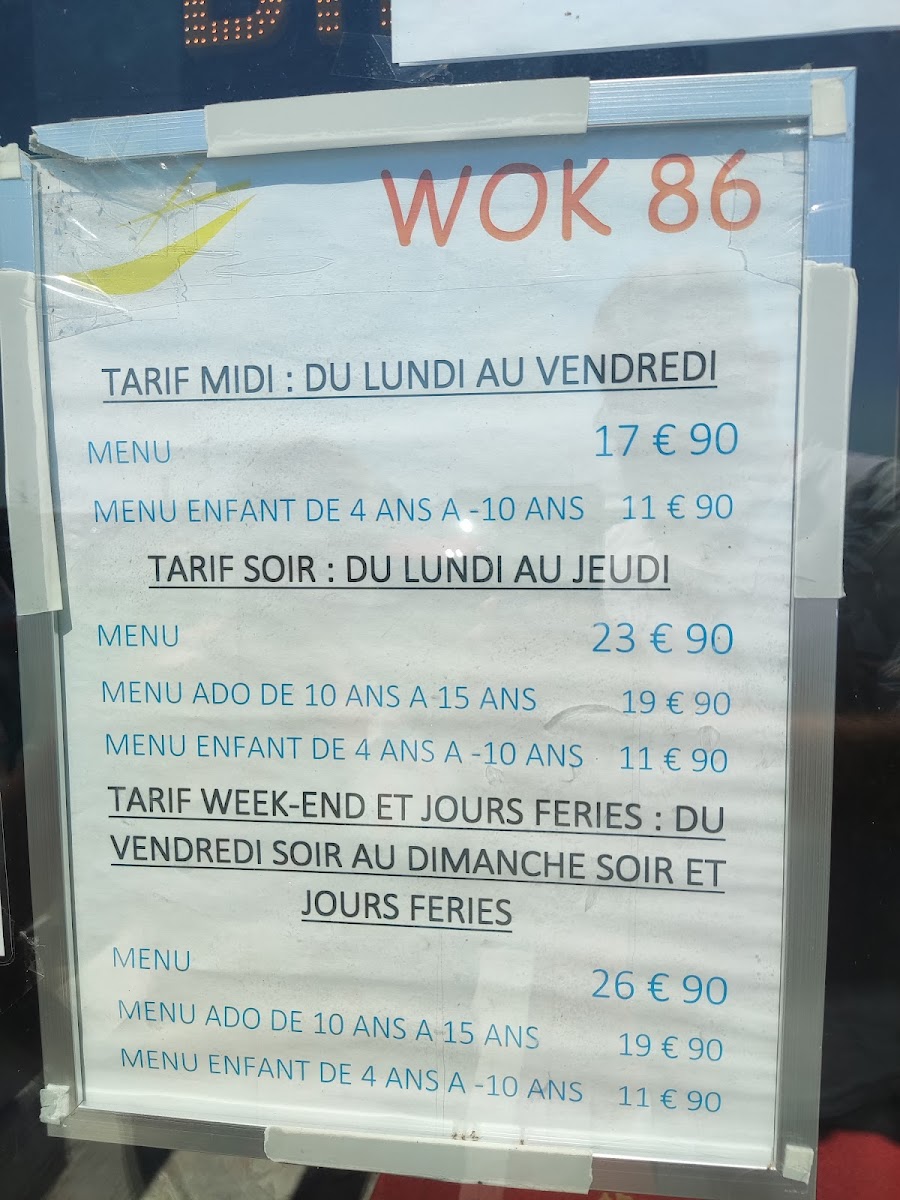 WOK 86
TARIF MIDI : DU LUNDI AU VENDREDI
MENU 17 € 90
MENU ENFANT DE 4 ANS A -10 ANS 11 € 90
TARIF SOIR : DU LUNDI AU JEUDI
MENU 23 € 90
MENU ADO DE 10 ANS A 15 ANS 19 € 90
MENU ENFANT DE 4 ANS A -10 ANS 11 € 90
TARIF WEEK-END ET JOURS FERIES : DU
VENDREDI SOIR AU DIMANCHE SOIR ET
JOURS FERIES
MENU 26 € 90
MENU ADO DE 10 ANS A 15 ANS 19 € 90
MENU ENFANT DE 4 ANS A -10 ANS 11 € 90